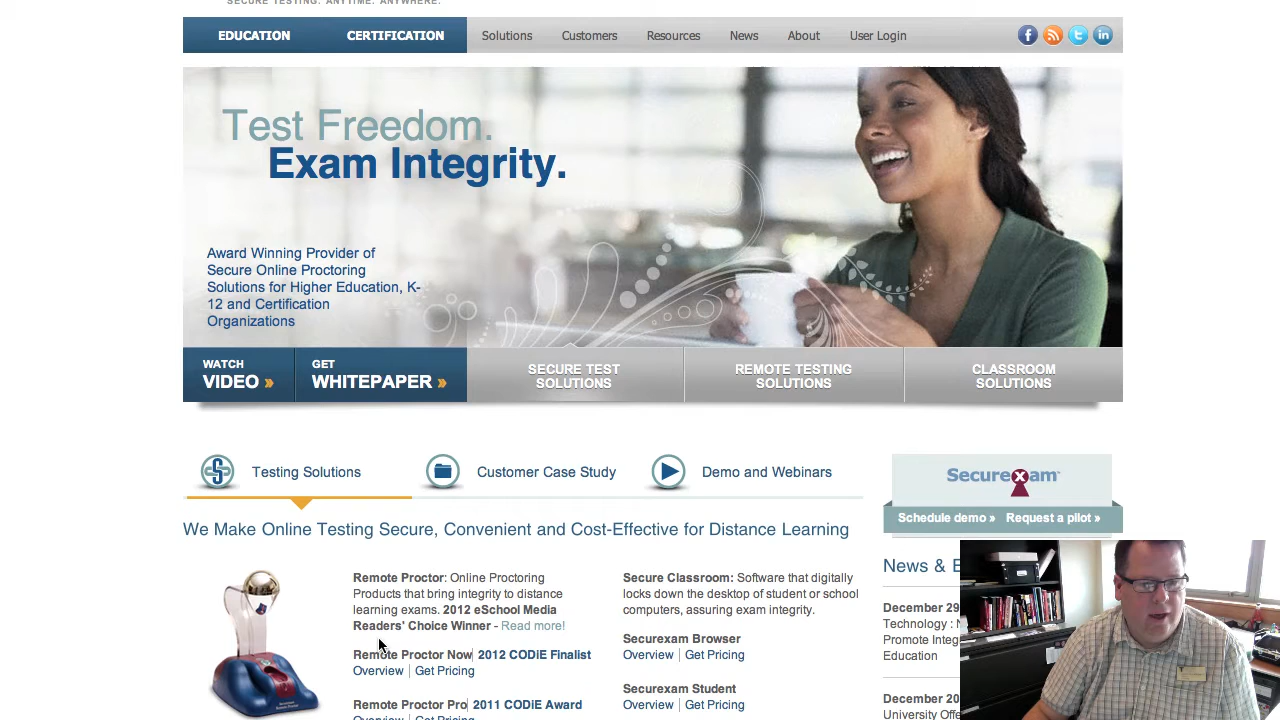 SECURE TESTING. ANYTIME. ANYWHERE.
EDUCATION CERTIFICATION Solutions Customers Resources News About User Login
Test Freedom.
Exam Integrity.
Award Winning Provider of
Secure Online Proctoring
Solutions for Higher Education, K-
12 and Certification
Organizations
WATCH
VIDEO »
GET
WHITEPAPER »
SECURE TEST
SOLUTIONS
REMOTE TESTING
SOLUTIONS
CLASSROOM
SOLUTIONS
Testing Solutions
Customer Case Study
Demo and Webinars
We Make Online Testing Secure, Convenient and Cost-Effective for Distance Learning
Remote Proctor: Online Proctoring
Products that bring integrity to distance
learning exams. 2012 eSchool Media
Readers' Choice Winner - Read more!
Remote Proctor Now| 2012 CODiE Finalist
Overview | Get Pricing
Remote Proctor Pro| 2011 CODiE Award
Overview | Get Pricing
Secure Classroom: Software that digitally
locks down the desktop of student or school
computers, assuring exam integrity.
Securexam Browser
Overview | Get Pricing
Securexam Student
Overview | Get Pricing
Securexam
Schedule demo » Request a pilot »
News & E
December 29
Technology : N
Promote Integ
Education
December 20
University Offe